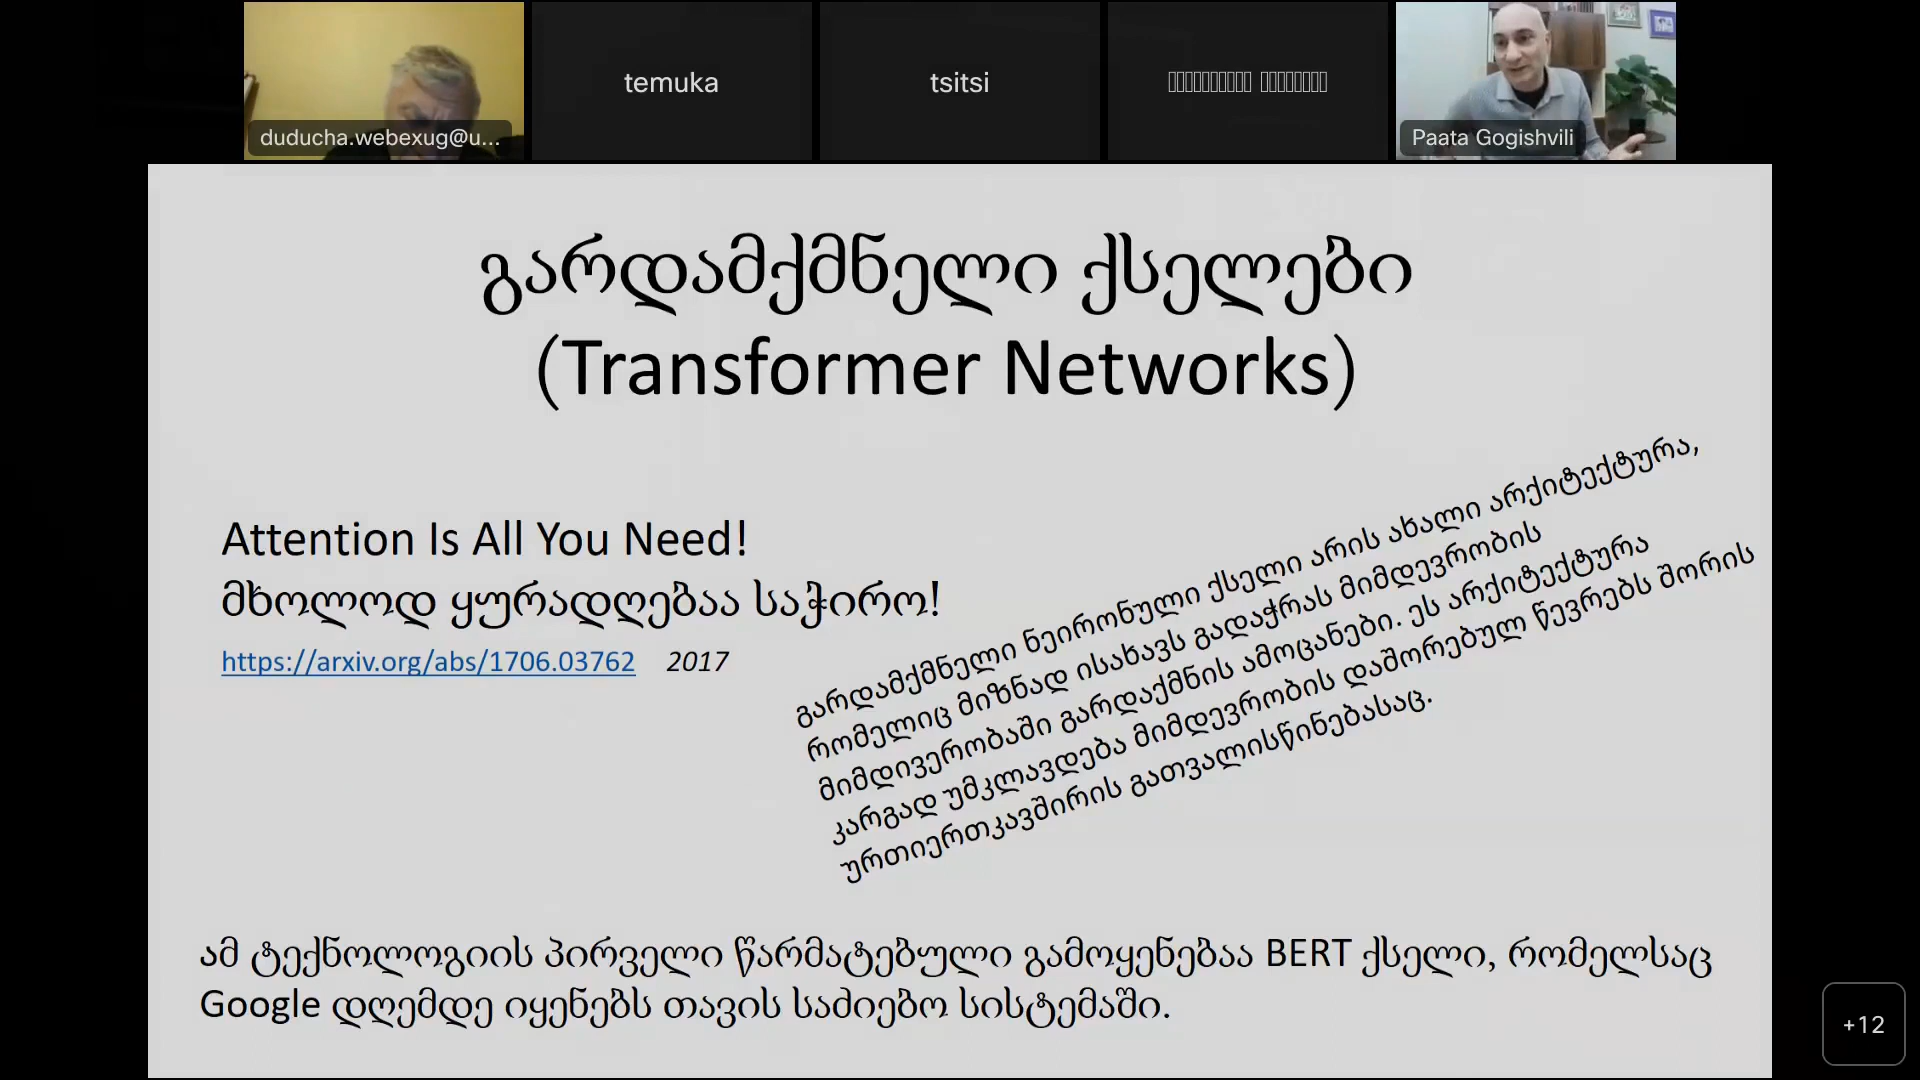 temuka
tsitsi
duducha.webexug@u...
Paata Gogishvili
გარდამქმნელი ქსელები
(Transformer Networks)
Attention Is All You Need!
მხოლოდ ყურადღებაა საჭირო!
https://arxiv.org/abs/1706.03762 2017
გარდამქმნელი ნეირონული ქსელი არის ახალი არქიტექტურა,
რომელიც მიზნად ისახავს გადაჭრას მიმდევრობის
მიმდივერობაში გარდაქმნის ამოცანები. ეს არქიტექტურა
კარგად უმკლავდება მიმდევრობის დაშორებულ წევრებს შორის
ურთიერთკავშირის გათვალისწინებასაც.
ამ ტექნოლოგიის პირველი წარმატებული გამოყენებაა BERT ქსელი, რომელსაც
Google დღემდე იყენებს თავის საძიებო სისტემაში.
+12